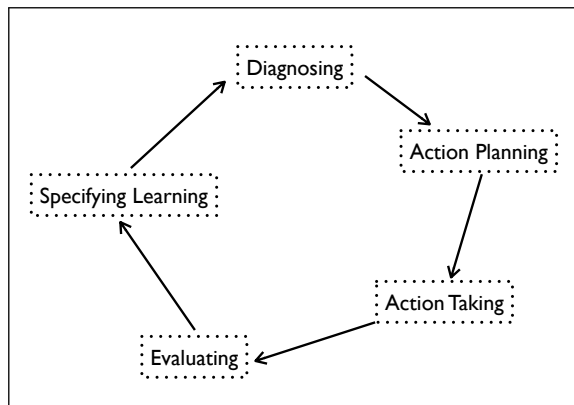 Diagnosing
Action Planning
Action Taking
Evaluating
Specifying Learning